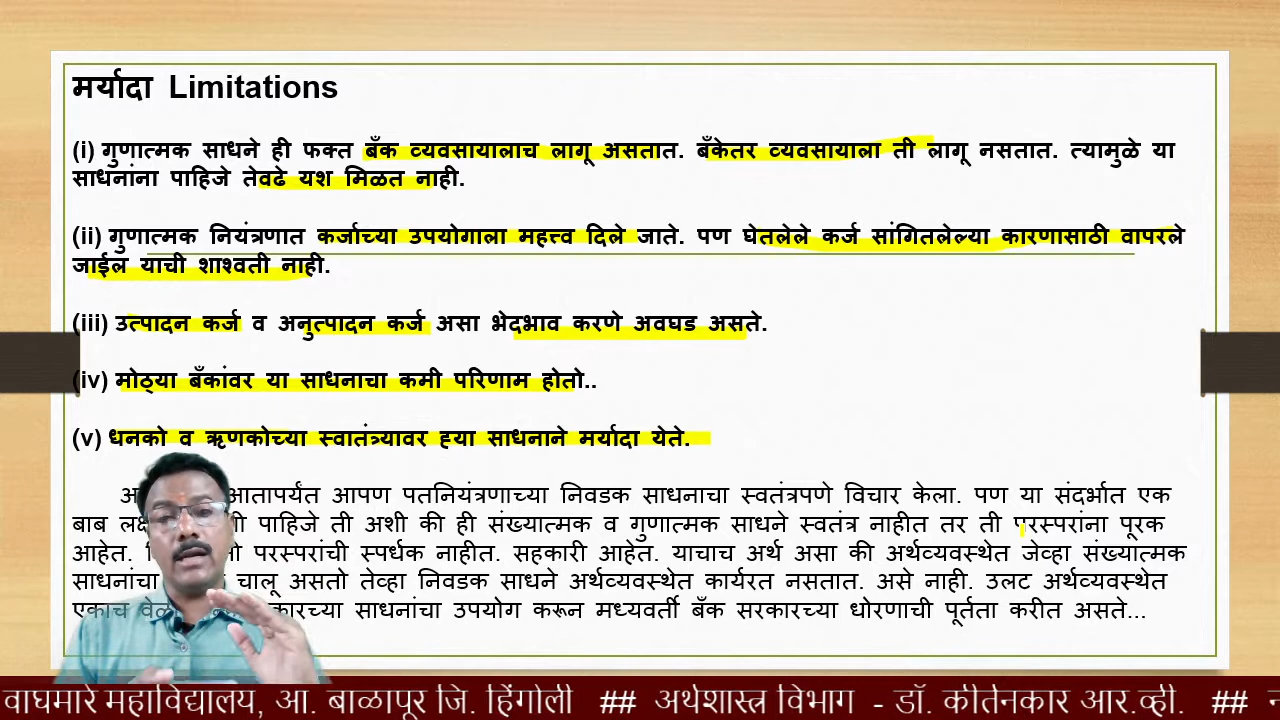 मर्यादा Limitations
(i) गुणात्मक साधने ही फक्त बँक व्यवसायालाच लागू असतात. बँकेतर व्यवसायाला ती लागू नसतात. त्यामुळे या
साधनांना पाहिजे तेवढे यश मिळत नाही.
(ii) गुणात्मक नियंत्रणात कर्जाच्या उपयोगाला महत्त्व दिले जाते. पण घेतलेले कर्ज सांगितलेल्या कारणासाठी वापरले
जाईल याची शाश्वती नाही.
(iii) उत्पादन कर्ज व अनुत्पादन कर्ज असा भेदभाव करणे अवघड असते.
(iv) मोठ्या बँकांवर या साधनाचा कमी परिणाम होतो..
(v) धनको व ऋणकोच्या स्वातंत्र्यावर ह्या साधनाने मर्यादा येते.
आतापर्यंत आपण पतनियंत्रणाच्या निवडक साधनाचा स्वतंत्रपणे विचार केला. पण या संदर्भात एक
बाब पाहिजे ती अशी की ही संख्यात्मक व गुणात्मक साधने स्वतंत्र नाहीत तर ती परस्परांना पूरक
आहेत. परस्परांची स्पर्धक नाहीत. सहकारी आहेत. याचाच अर्थ असा की अर्थव्यवस्थेत जेव्हा संख्यात्मक
साधनांचा चालू असतो तेव्हा निवडक साधने अर्थव्यवस्थेत कार्यरत नसतात. असे नाही. उलट अर्थव्यवस्थेत
एकाच साधनांचा उपयोग करून मध्यवर्ती बँक सरकारच्या धोरणाची पूर्तता करीत असते...
वाघमारे महाविद्यालय, आ. बाळापूर जि. हिंगोली ## अर्थशास्त्र विभाग - डॉ. कीर्तनकार आर.व्ही. ##